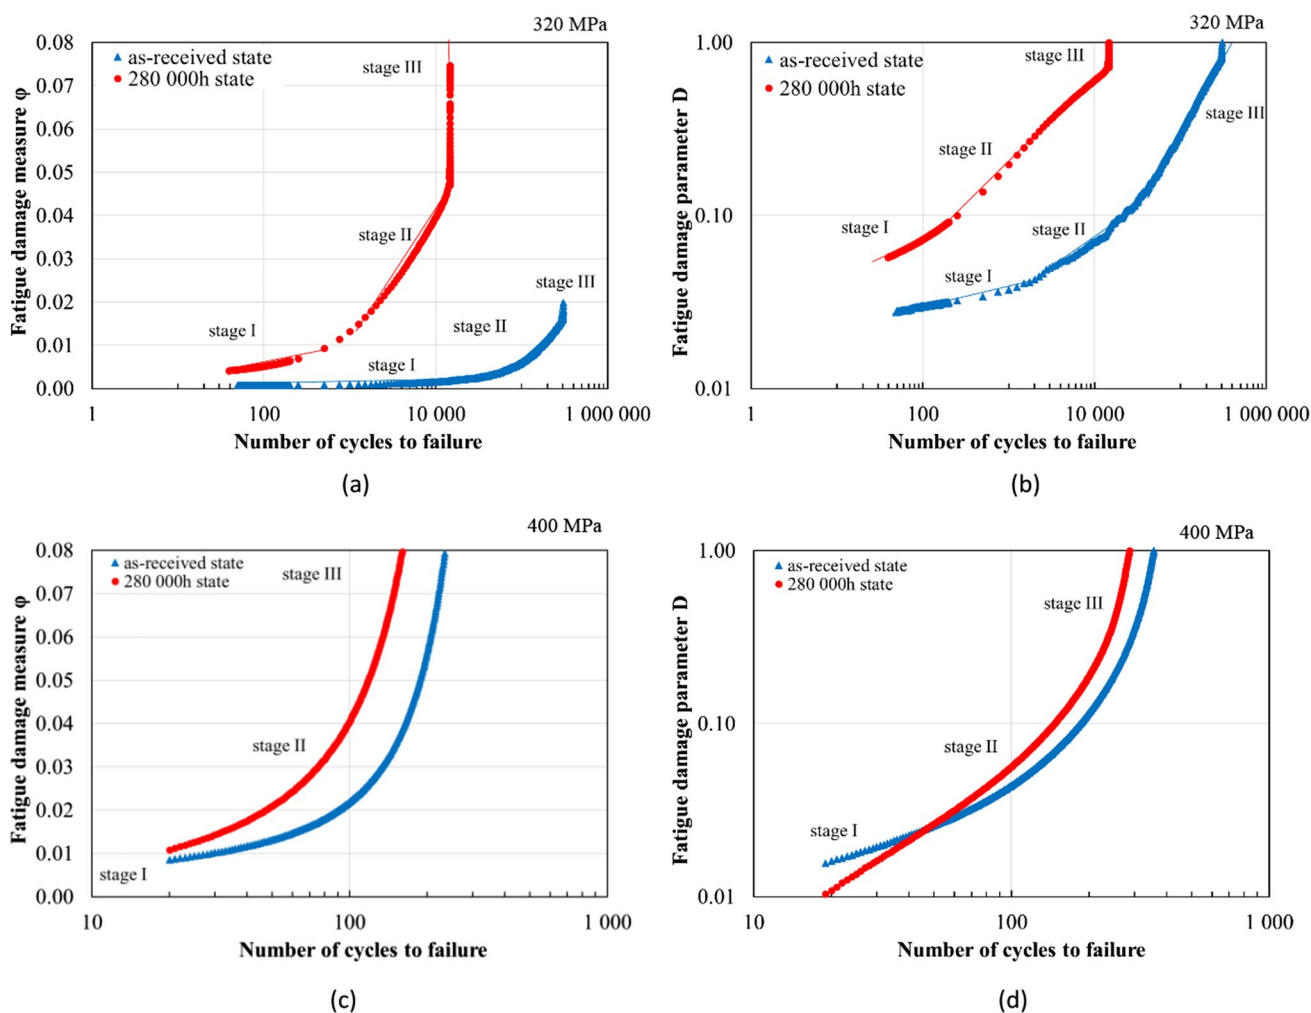 320 MPa
0.08
0.07
0.06
0.05
0.04
0.03
0.02
0.01
0.00
Fatigue damage measure φ
as-received state
280 000h state
stage III
stage II
stage I
stage III
stage II
stage I
1
100
10 000
1 000 000
Number of cycles to failure
(a)
320 MPa
1.00
0.10
0.01
Fatigue damage parameter D
as-received state
280 000h state
stage III
stage III
stage II
stage I
stage II
stage I
1
100
10 000
1 000 000
Number of cycles to failure
(b)
400 MPa
0.08
0.07
0.06
0.05
0.04
0.03
0.02
0.01
0.00
Fatigue damage measure φ
as-received state
280 000h state
stage III
stage II
stage I
10
100
1 000
Number of cycles to failure
(c)
400 MPa
1.00
0.10
0.01
Fatigue damage parameter D
as-received state
280 000h state
stage III
stage II
stage I
10
100
1 000
Number of cycles to failure
(d)